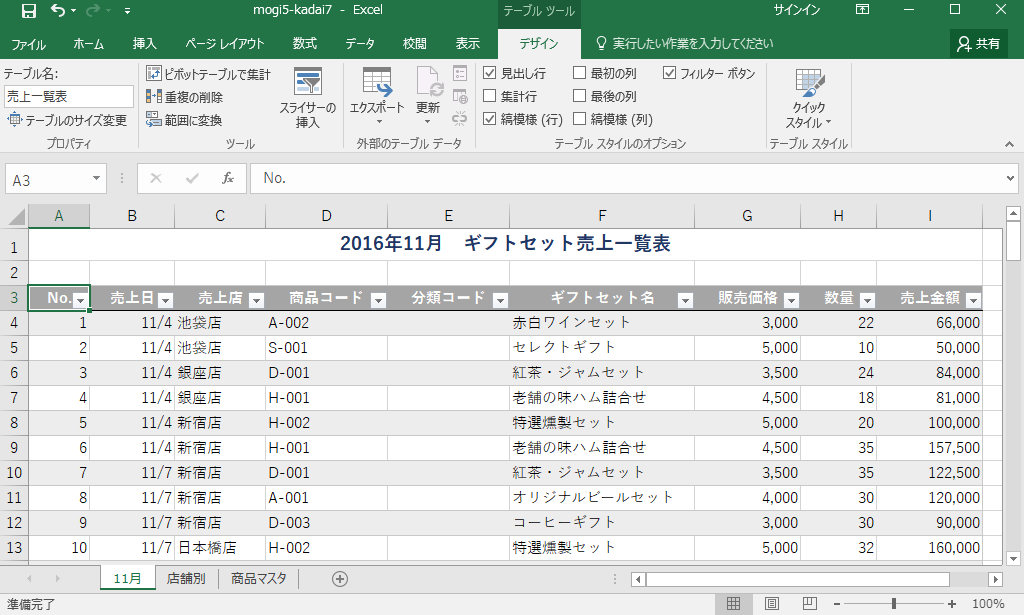 mogi5-kadai7 - Excel
テーブル ツール
サインイン
ファイル ホーム 挿入 ページ レイアウト 数式 データ 校閲 表示 デザイン 実行したい作業を入力してください 共有
テーブル名:
売上一覧表
テーブルのサイズ変更
プロパティ
ピボットテーブルで集計
重複の削除
範囲に変換
スライサーの
挿入
ツール
エクスポート
更新
外部のテーブル データ
見出し行 最初の列 フィルター ボタン
集計行 最後の列
縞模様 (行) 縞模様 (列)
テーブル スタイルのオプション
クイック
スタイル
テーブル スタイル
A3 fx No.
A B C D E F G H I
1 2016年11月 ギフトセット売上一覧表
2
3 No. 売上日 売上店 商品コード 分類コード ギフトセット名 販売価格 数量 売上金額
4 1 11/4 池袋店 A-002 赤白ワインセット 3,000 22 66,000
5 2 11/4 池袋店 S-001 セレクトギフト 5,000 10 50,000
6 3 11/4 銀座店 D-001 紅茶・ジャムセット 3,500 24 84,000
7 4 11/4 銀座店 H-001 老舗の味ハム詰合せ 4,500 18 81,000
8 5 11/4 新宿店 H-002 特選燻製セット 5,000 20 100,000
9 6 11/4 新宿店 H-001 老舗の味ハム詰合せ 4,500 35 157,500
10 7 11/7 新宿店 D-001 紅茶・ジャムセット 3,500 35 122,500
11 8 11/7 新宿店 A-001 オリジナルビールセット 4,000 30 120,000
12 9 11/7 新宿店 D-003 コーヒーギフト 3,000 30 90,000
13 10 11/7 日本橋店 H-002 特選燻製セット 5,000 32 160,000
11月 店舗別 商品マスタ
準備完了 100%